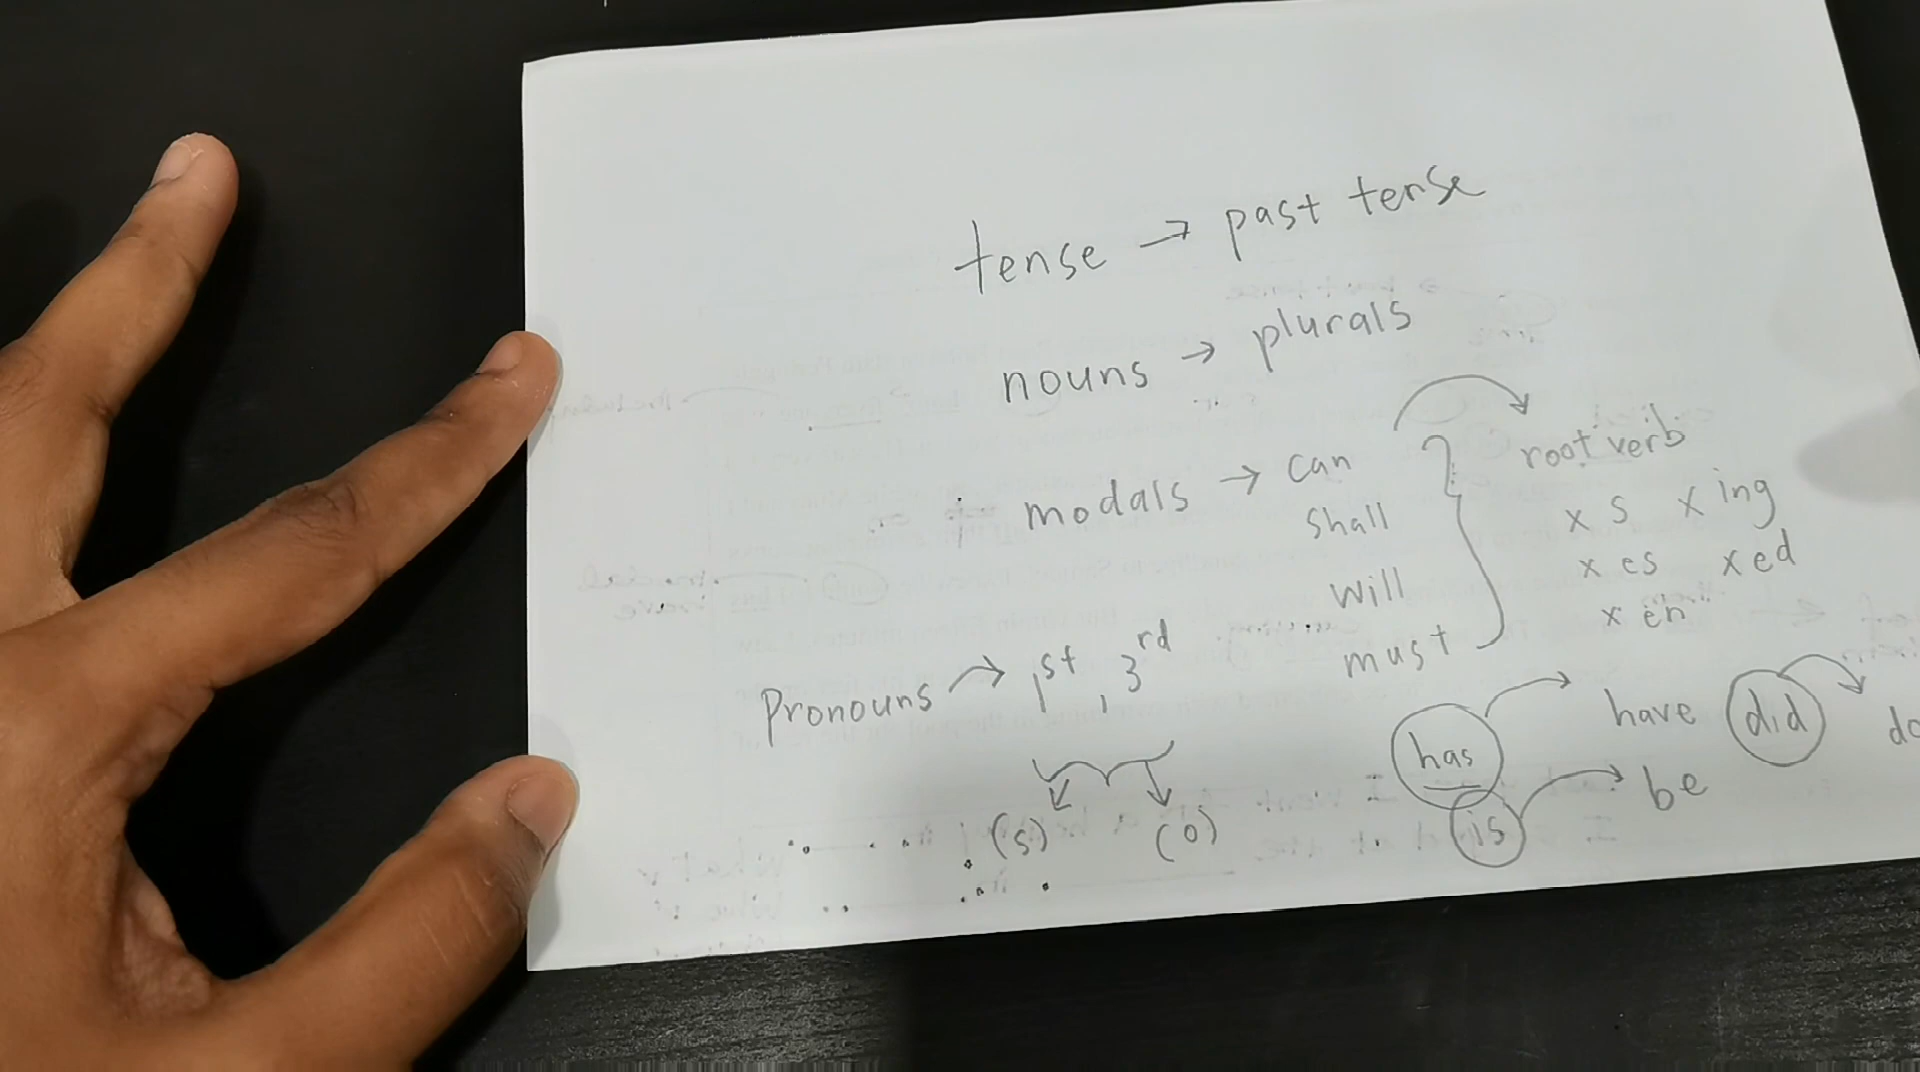 tense → past tense
nouns → plurals
modals → can
shall
will
must
root verb
x s x ing
x es x ed
x en
Pronouns → 1st, 3rd
(s) (o)
has → have
is → be
did → do